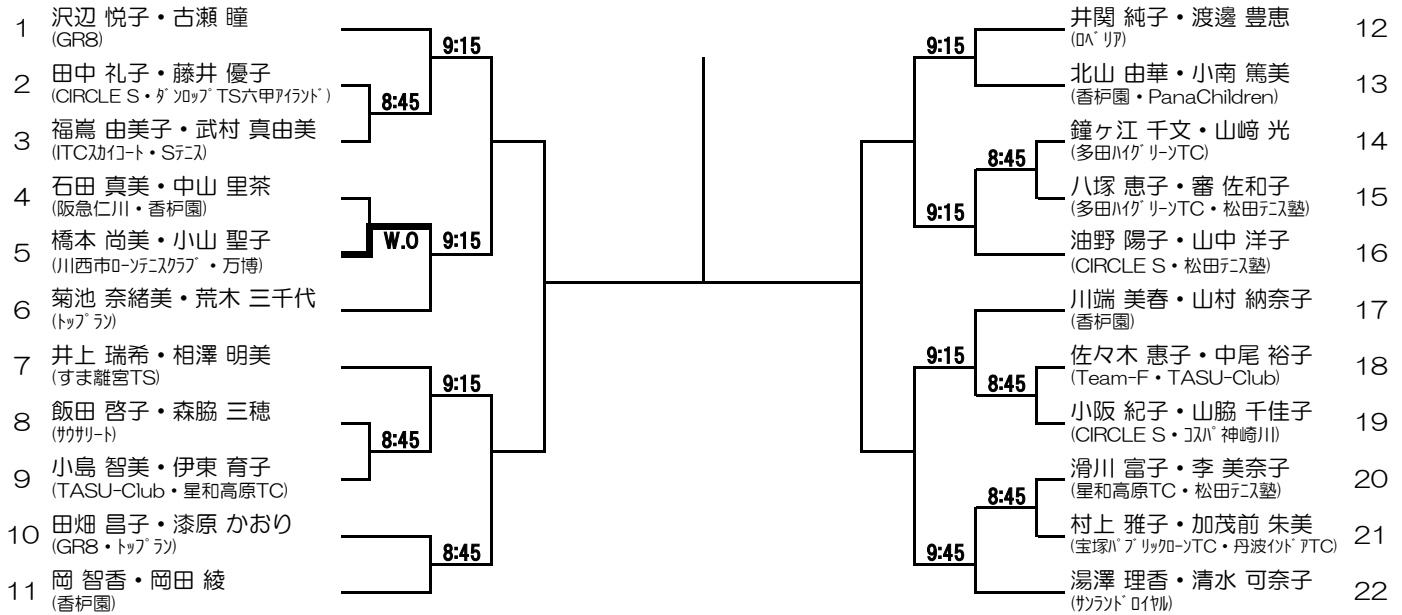 1 沢辺 悦子・古瀬 瞳
(GR8)
9:15
2 田中 礼子・藤井 優子
(CIRCLE S・ﾀﾞﾝﾛｯﾌﾟTS六甲ｱｲﾗﾝﾄﾞ)
8:45
3 福嶌 由美子・武村 真由美
(ITCｽｶｲｺｰﾄ・Sﾃﾆｽ)
4 石田 真美・中山 里茶
(阪急仁川・香枦園)
W.O 9:15
5 橋本 尚美・小山 聖子
(川西市ﾛｰﾝﾃﾆｽｸﾗﾌﾞ・万博)
6 菊池 奈緒美・荒木 三千代
(ﾄｯﾌﾟﾗﾝ)
7 井上 瑞希・相澤 明美
(すま離宮TS)
9:15
8 飯田 啓子・森脇 三穂
(ｻｳｻﾘｰﾄ)
8:45
9 小島 智美・伊東 育子
(TASU-Club・星和高原TC)
10 田畑 昌子・漆原 かおり
(GR8・ﾄｯﾌﾟﾗﾝ)
8:45
11 岡 智香・岡田 綾
(香枦園)
井関 純子・渡邊 豊恵 12
(ﾛﾍﾞﾘｱ)
9:15
北山 由華・小南 篤美 13
(香枦園・PanaChildren)
鐘ヶ江 千文・山﨑 光 14
(多田ﾊｲｸﾞﾘｰﾝTC)
8:45
八塚 恵子・審 佐和子 15
(多田ﾊｲｸﾞﾘｰﾝTC・松田ﾃﾆｽ塾)
9:15
油野 陽子・山中 洋子 16
(CIRCLE S・松田ﾃﾆｽ塾)
川端 美春・山村 納奈子 17
(香枦園)
9:15
佐々木 惠子・中尾 裕子 18
(Team-F・TASU-Club)
8:45
小阪 紀子・山脇 千佳子 19
(CIRCLE S・ｺｽﾊﾟ神崎川)
滑川 富子・李 美奈子 20
(星和高原TC・松田ﾃﾆｽ塾)
8:45
村上 雅子・加茂前 朱美 21
(宝塚ﾊﾟﾌﾞﾘｯｸﾛｰﾝTC・丹波ｲﾝﾄﾞｱTC)
9:45
湯澤 理香・清水 可奈子 22
(ｻﾝﾗﾝﾄﾞﾛｲﾔﾙ)